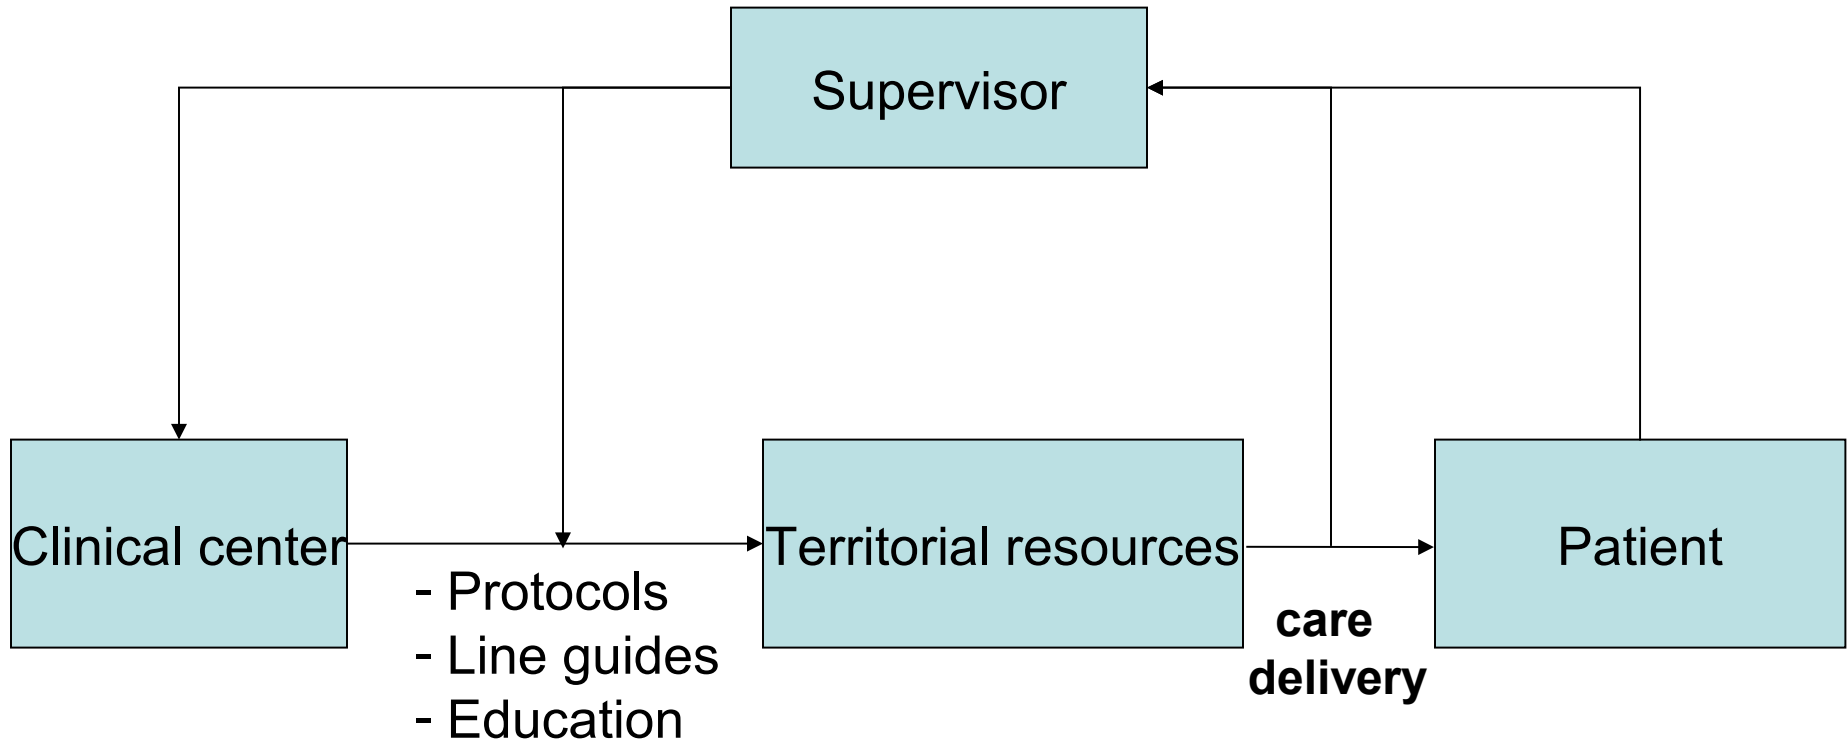 Supervisor
Clinical center
Territorial resources
Patient
- Protocols
- Line guides
- Education
care
delivery